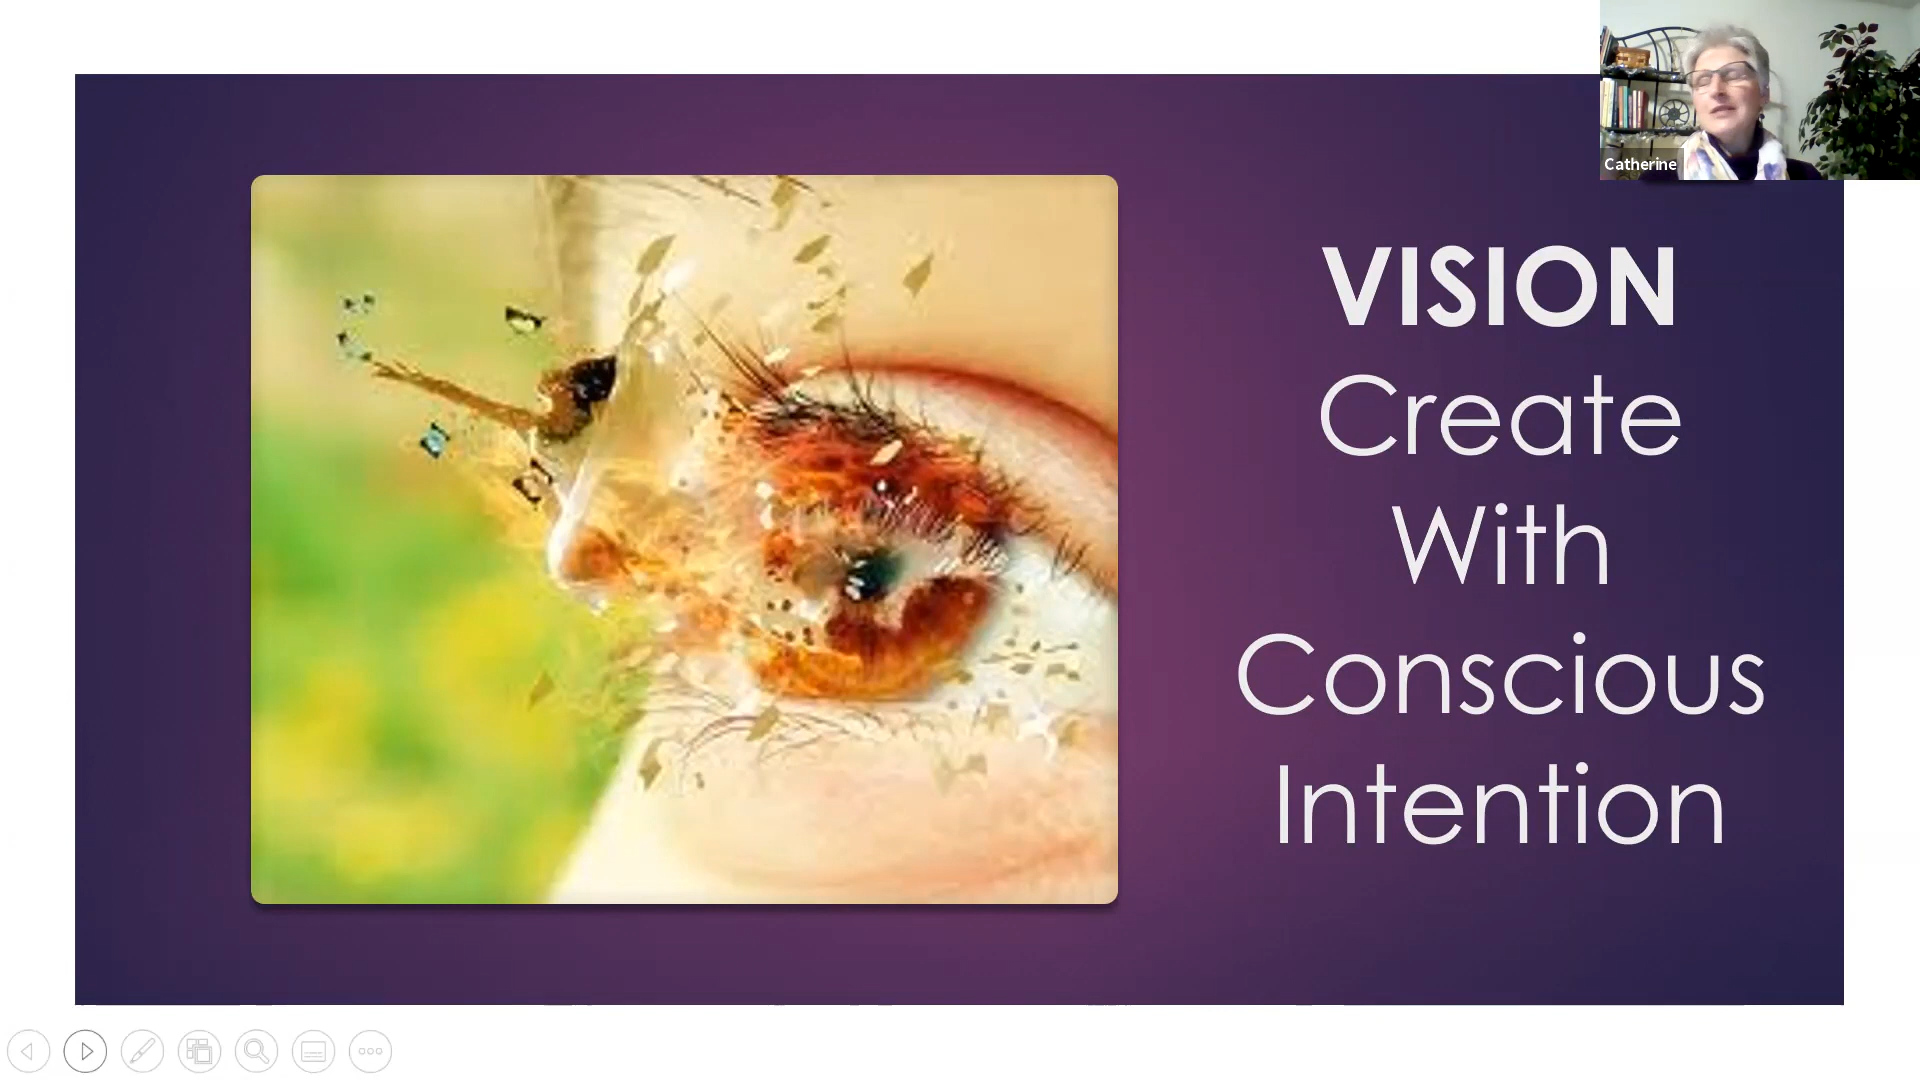 Catherine
VISION
Create
With
Conscious
Intention